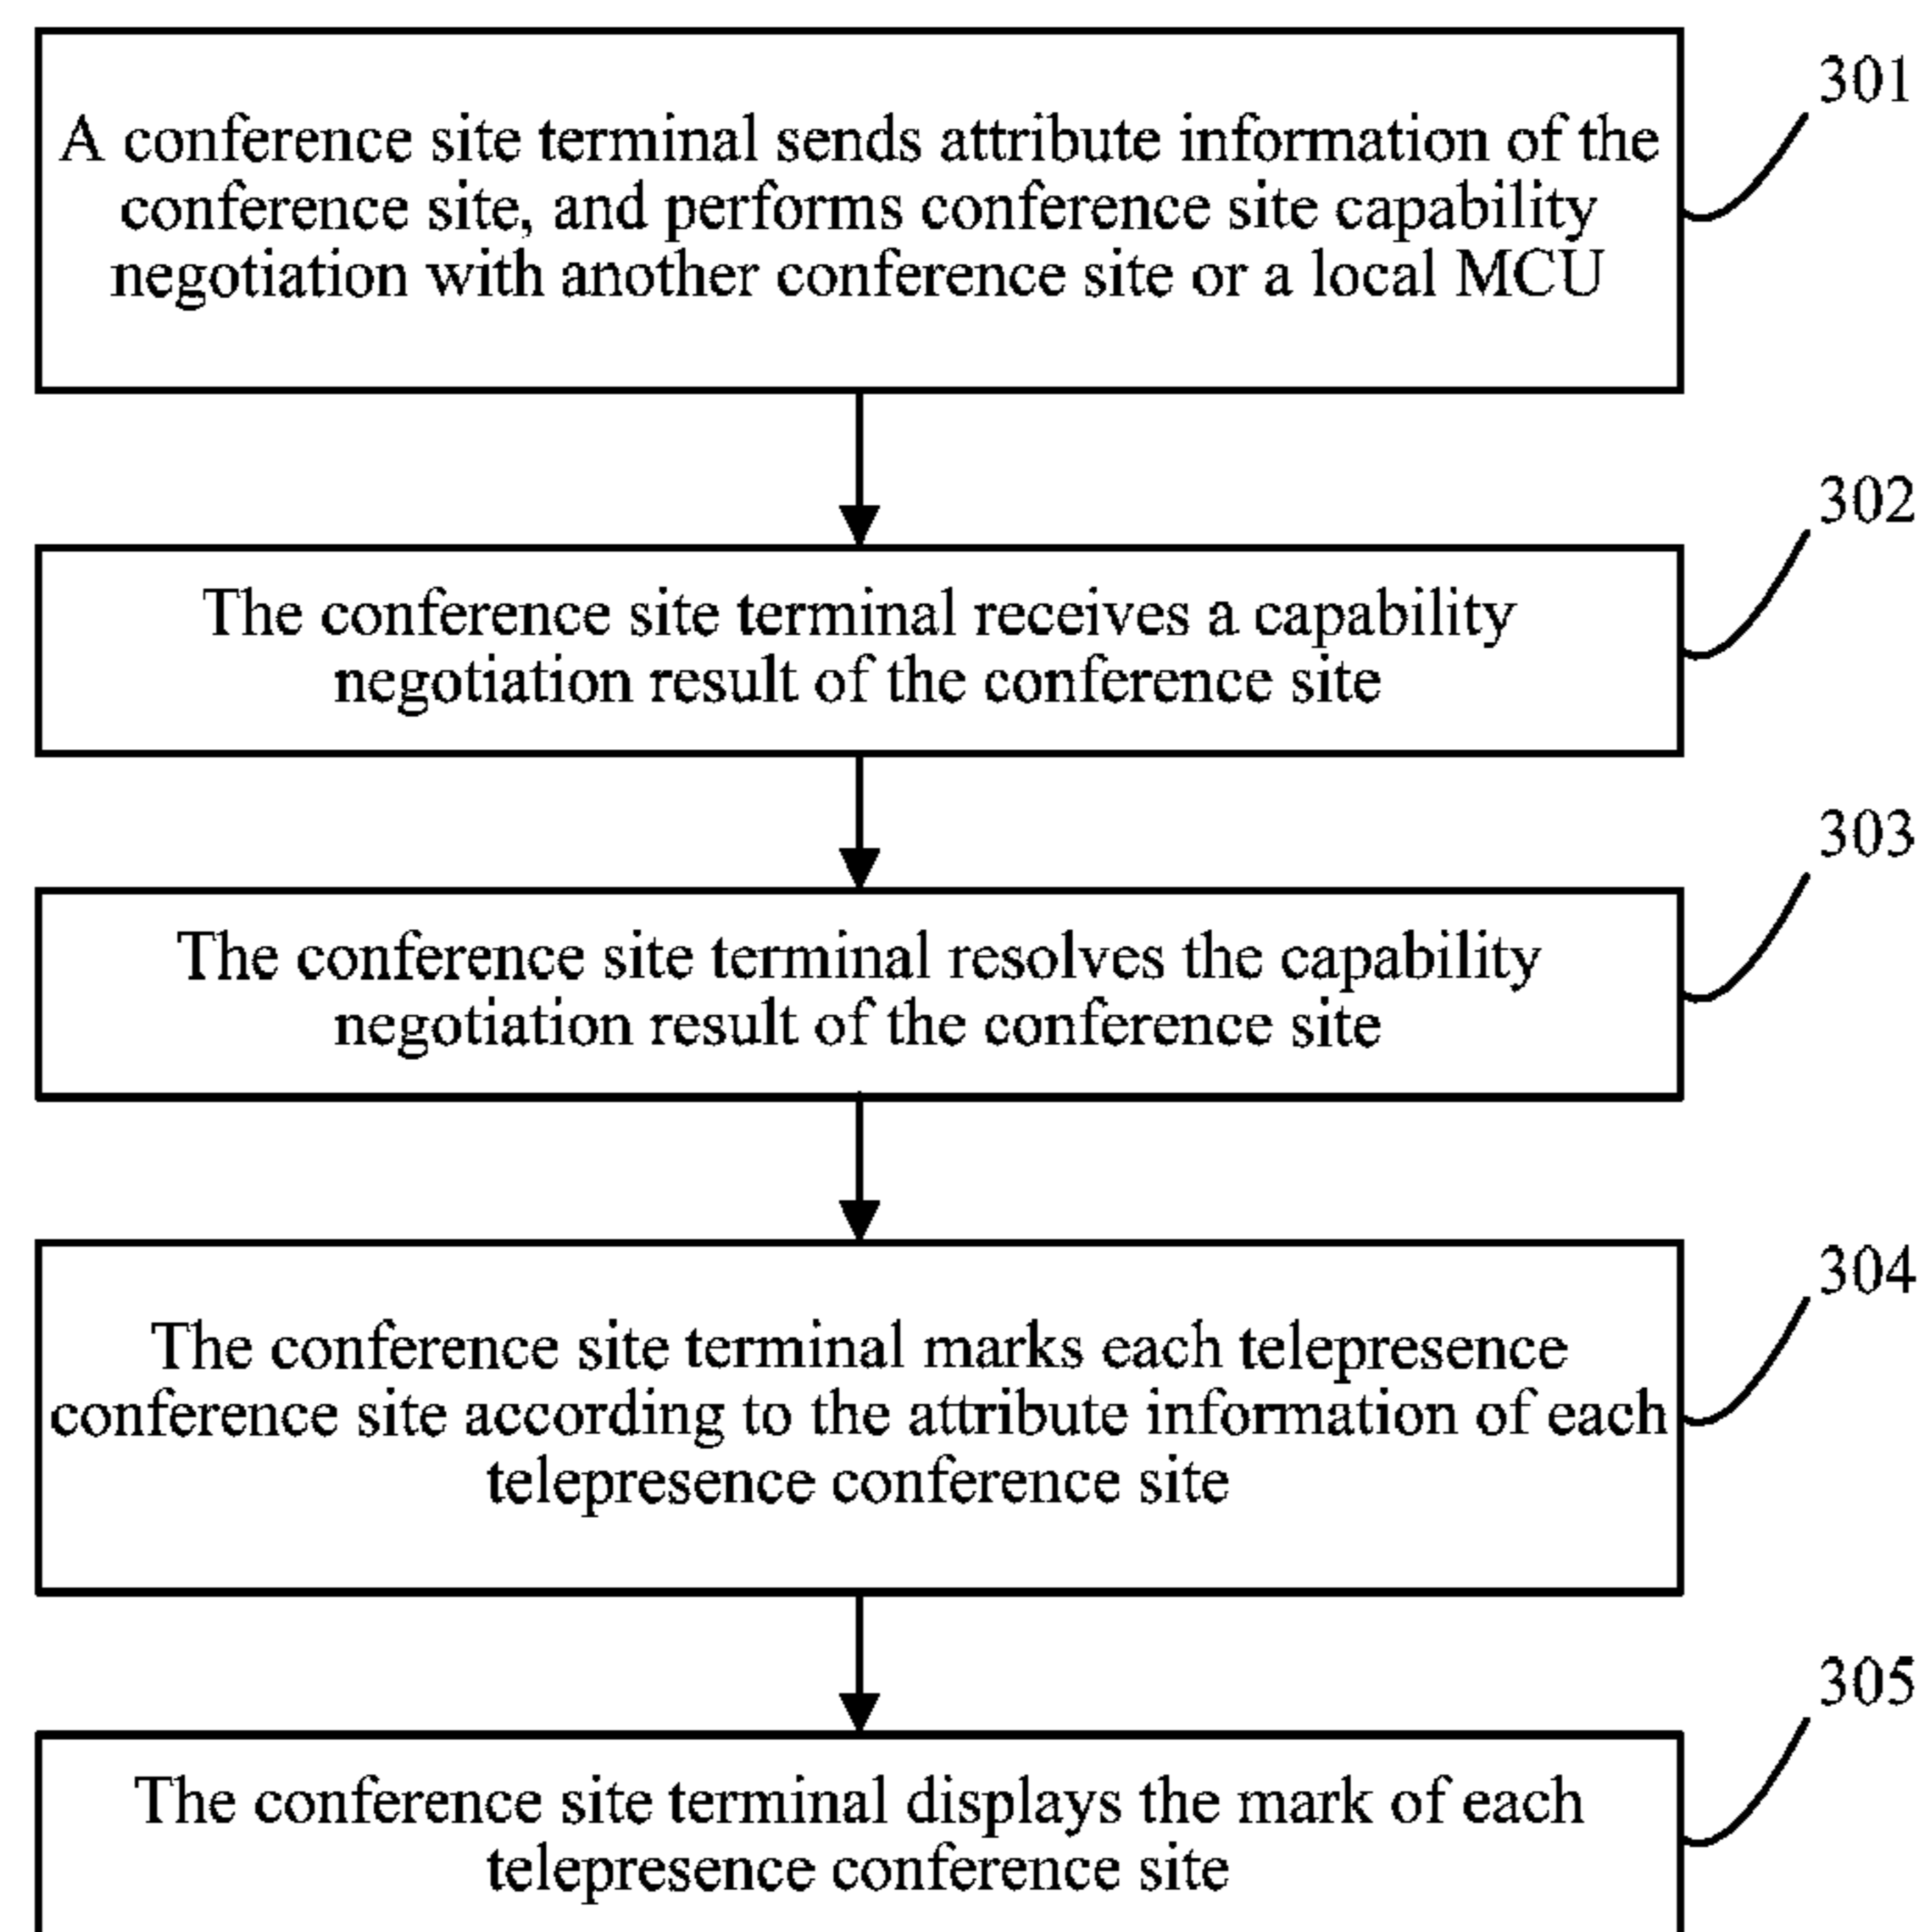 301
A conference site terminal sends attribute information of the
conference site, and performs conference site capability
negotiation with another conference site or a local MCU
302
The conference site terminal receives a capability
negotiation result of the conference site
303
The conference site terminal resolves the capability
negotiation result of the conference site
304
The conference site terminal marks each telepresence
conference site according to the attribute information of each
telepresence conference site
305
The conference site terminal displays the mark of each
telepresence conference site